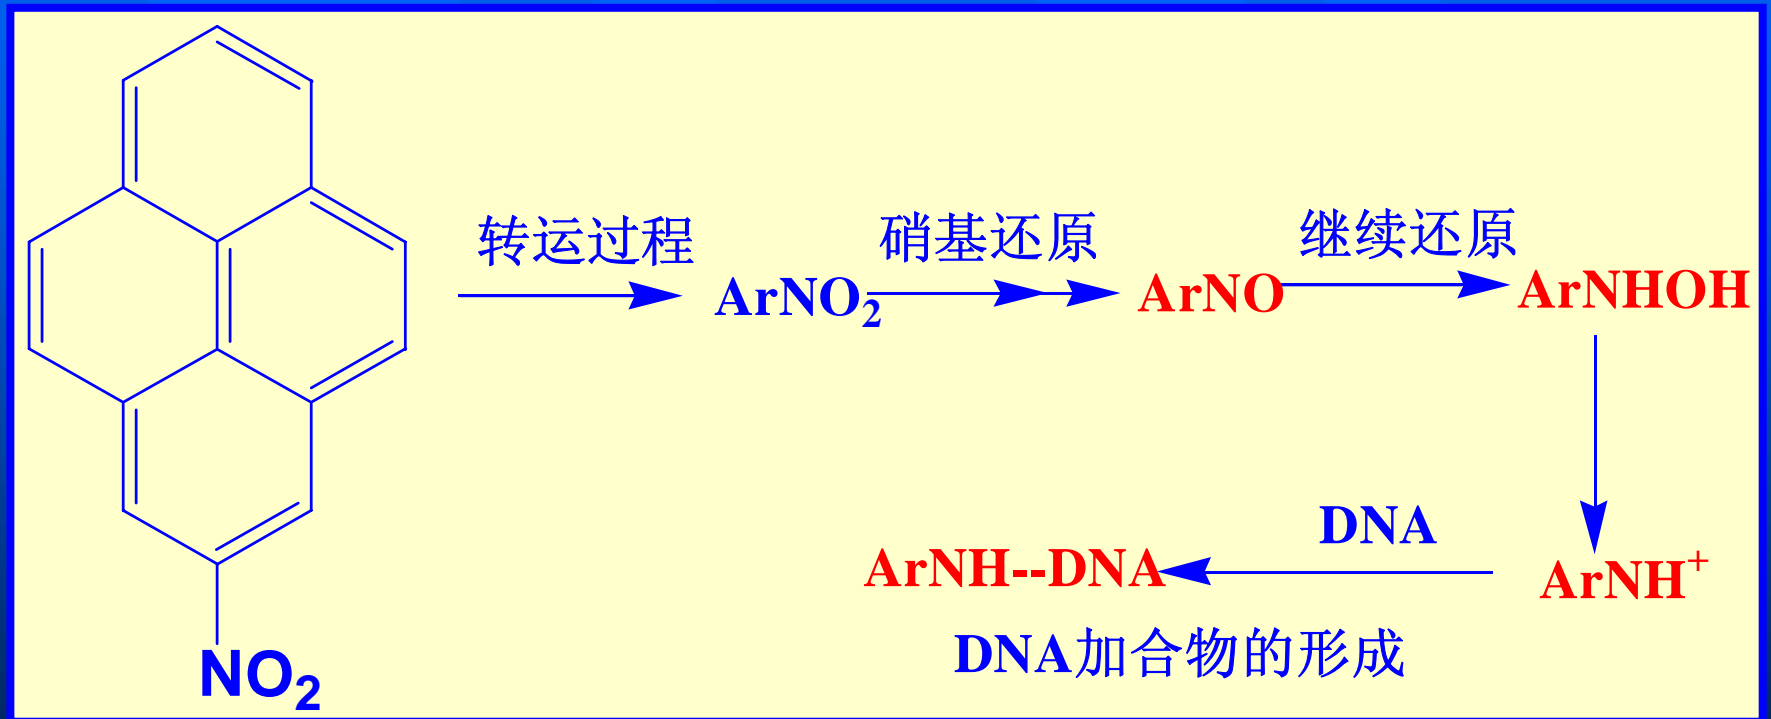 转运过程
硝基还原
继续还原
ArNO₂
ArNO
ArNHOH
DNA
ArNH--DNA
ArNH⁺
DNA加合物的形成
NO₂